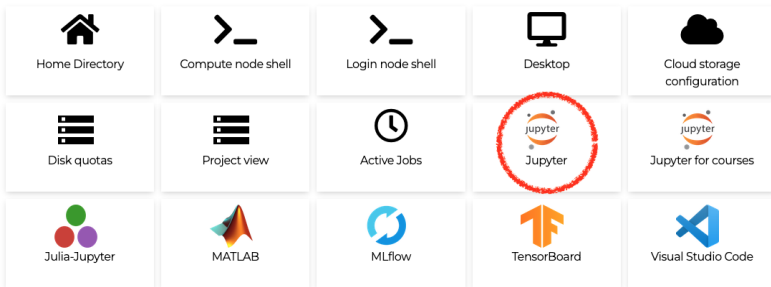 Home Directory
Compute node shell
Login node shell
Desktop
Cloud storage
configuration
jupyter
jupyter
Disk quotas
Project view
Active Jobs
Jupyter
Jupyter for courses
Julia-Jupyter
MATLAB
MLflow
TensorBoard
Visual Studio Code